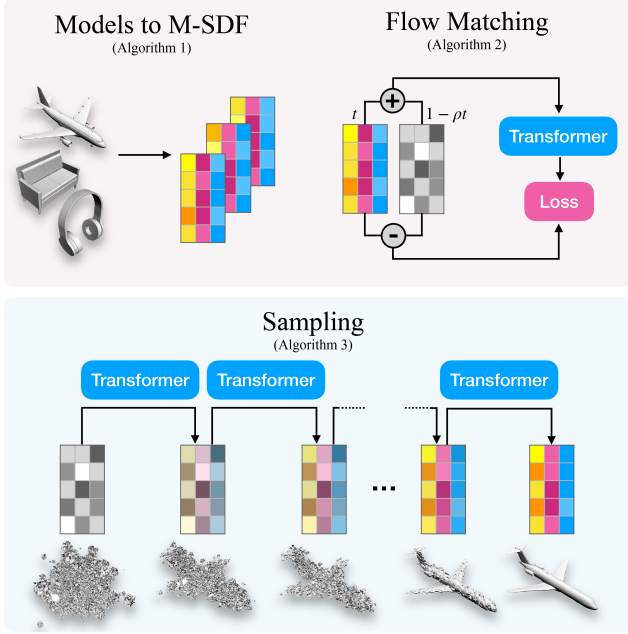 Models to M-SDF
(Algorithm 1)
Flow Matching
(Algorithm 2)
t
+
1 − ρt
Transformer
Loss
-
Sampling
(Algorithm 3)
Transformer
Transformer
Transformer
...